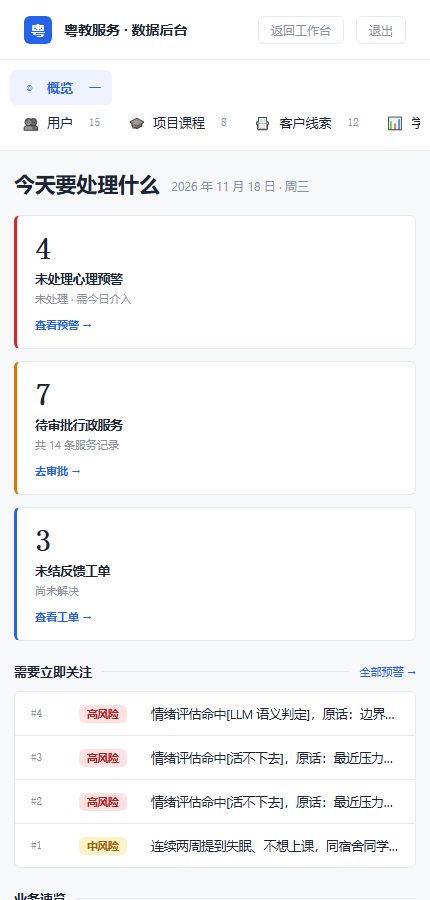 粤 粤教服务 · 数据后台 返回工作台 退出
概览 —
用户 15 项目课程 8 客户线索 12 学
今天要处理什么 2026 年 11 月 18 日 · 周三
4
未处理心理预警
未处理 · 需今日介入
查看预警 →
7
待审批行政服务
共 14 条服务记录
去审批 →
3
未结反馈工单
尚未解决
查看工单 →
需要立即关注 全部预警 →
#4 高风险 情绪评估命中[LLM 语义判定]，原话：边界...
#3 高风险 情绪评估命中[活不下去]，原话：最近压力...
#2 高风险 情绪评估命中[活不下去]，原话：最近压力...
#1 中风险 连续两周提到失眠、不想上课，同宿舍同学...